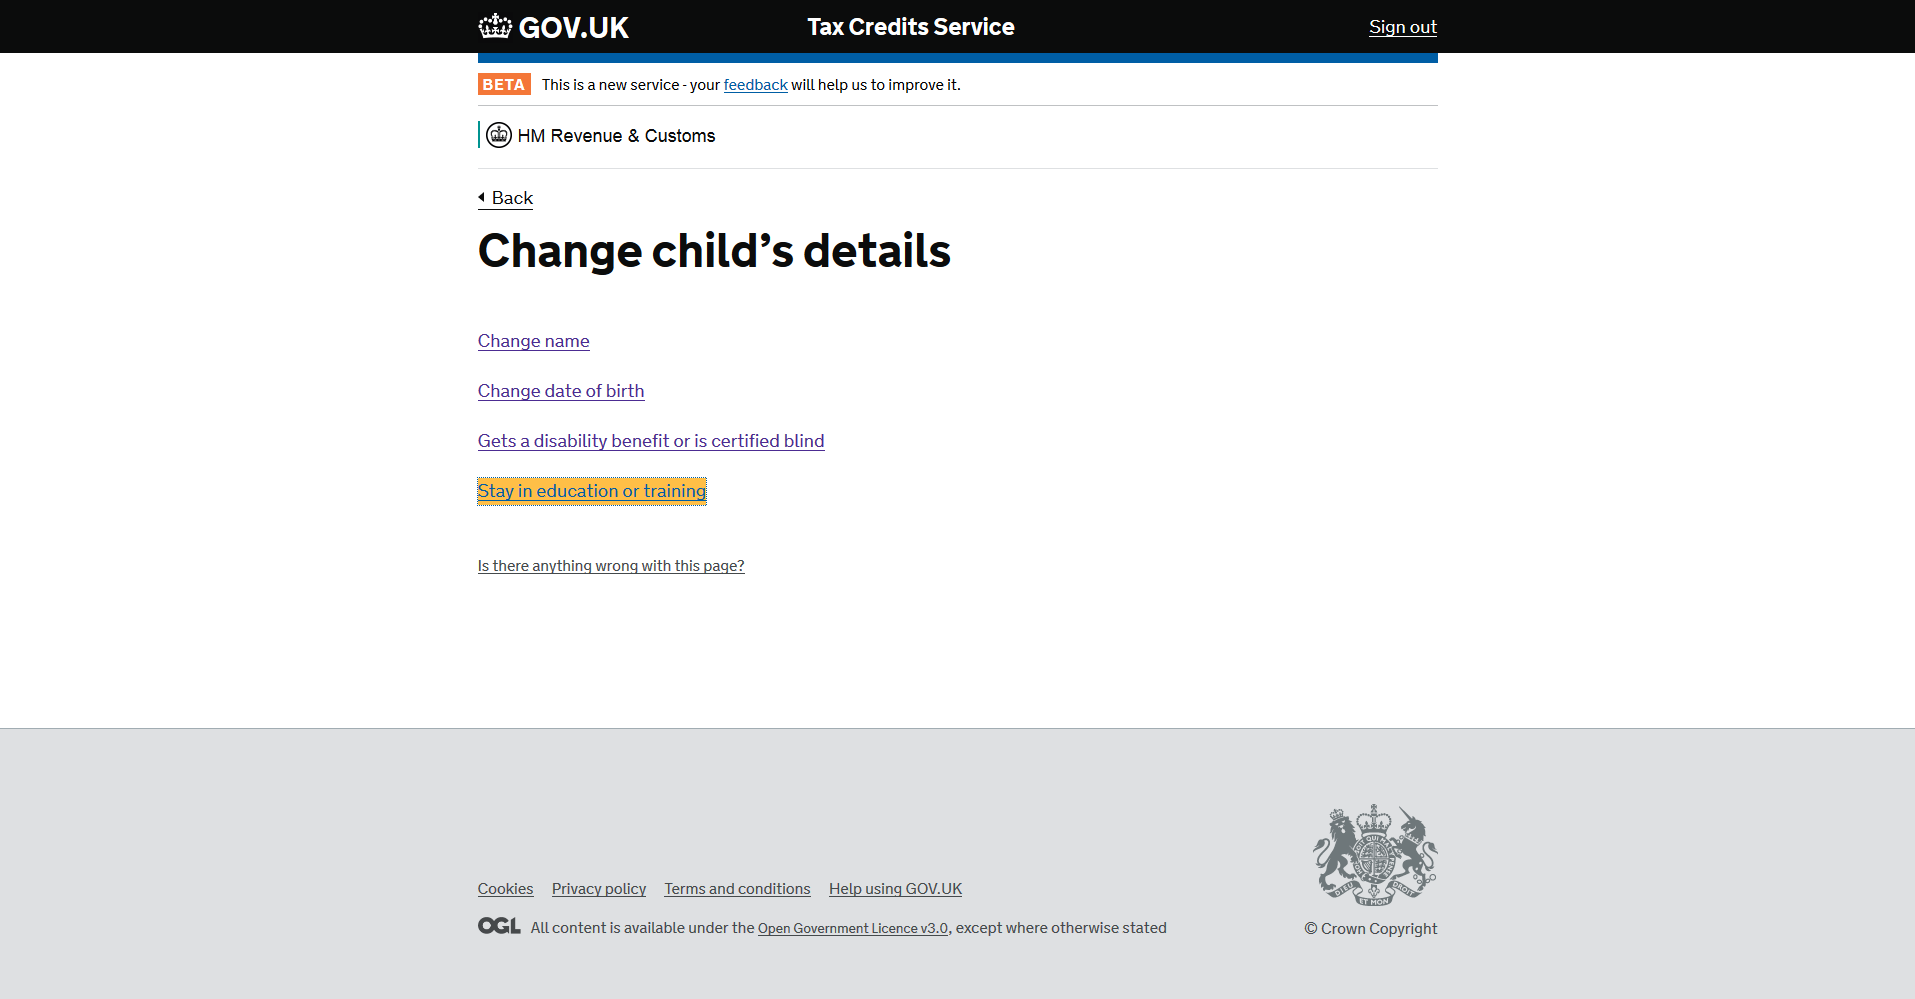 GOV.UK Tax Credits Service Sign out
BETA This is a new service - your feedback will help us to improve it.
HM Revenue & Customs
Back
Change child’s details
Change name
Change date of birth
Gets a disability benefit or is certified blind
Stay in education or training
Is there anything wrong with this page?
Cookies Privacy policy Terms and conditions Help using GOV.UK
OGL All content is available under the Open Government Licence v3.0, except where otherwise stated
DIEU ET MON DROIT
© Crown Copyright